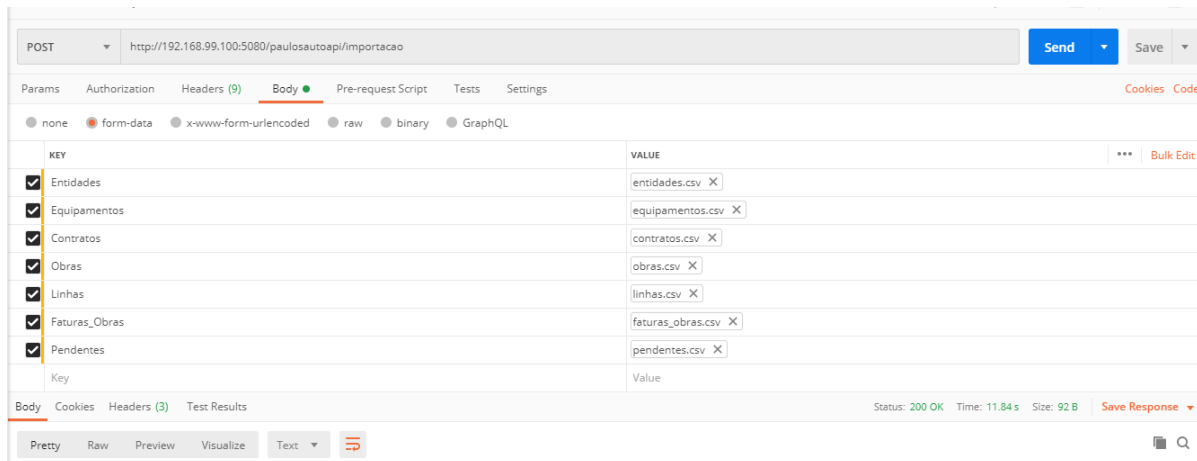 POST http://192.168.99.100:5080/paulosautoapi/importacao Send Save
Params Authorization Headers (9) Body Pre-request Script Tests Settings Cookies Code
none form-data x-www-form-urlencoded raw binary GraphQL
KEY VALUE ••• Bulk Edit
Entidades entidades.csv
Equipamentos equipamentos.csv
Contratos contratos.csv
Obras obras.csv
Linhas linhas.csv
Faturas_Obras faturas_obras.csv
Pendentes pendentes.csv
Key Value
Body Cookies Headers (3) Test Results Status: 200 OK Time: 11.84 s Size: 92 B Save Response
Pretty Raw Preview Visualize Text